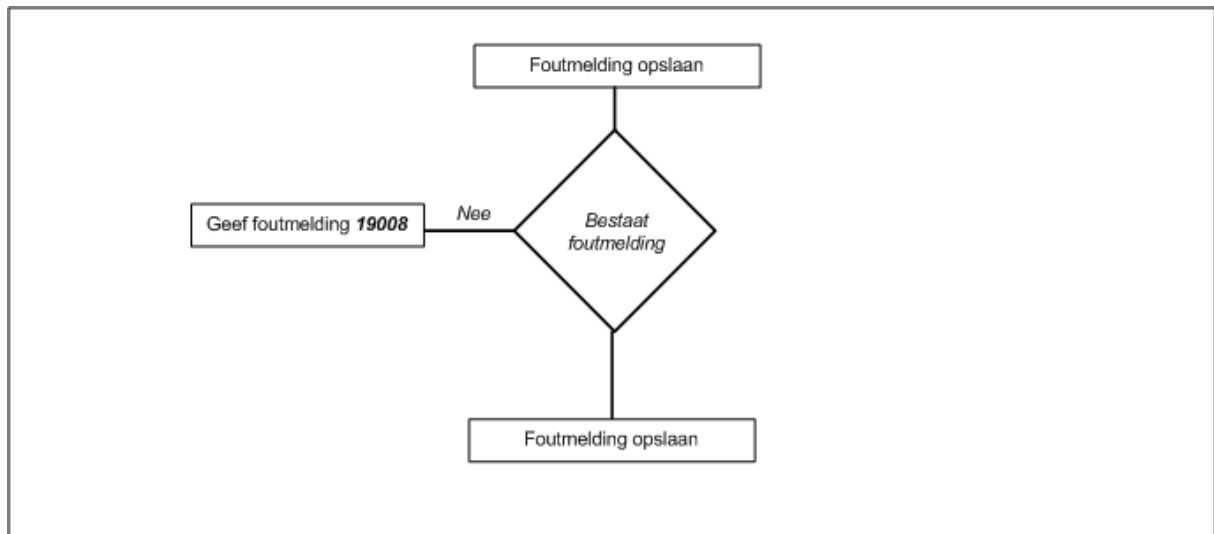 Foutmelding opslaan
Geef foutmelding 19008
Nee
Bestaat
foutmelding
Foutmelding opslaan